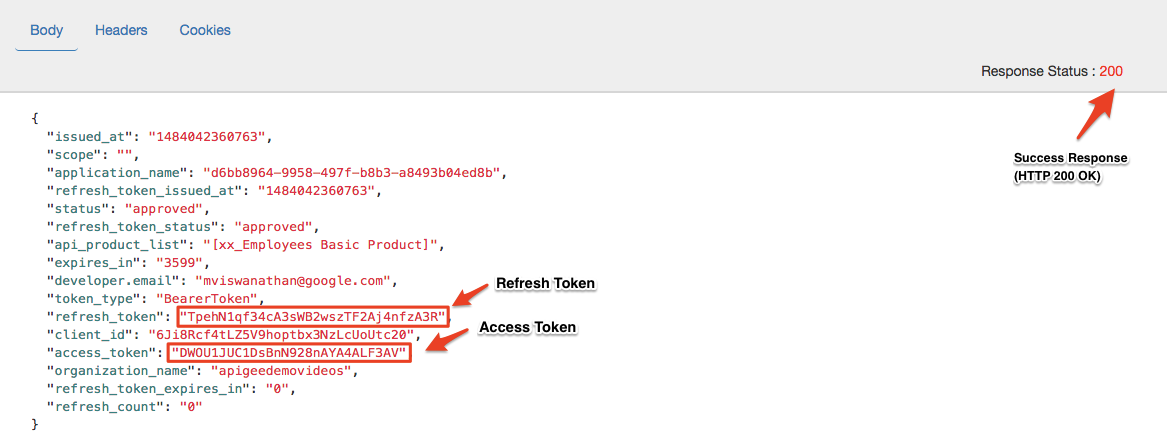 Body Headers Cookies
Response Status : 200
{
"issued_at": "1484042360763",
"scope": "",
"application_name": "d6bb8964-9958-497f-b8b3-a8493b04ed8b",
"refresh_token_issued_at": "1484042360763",
"status": "approved",
"refresh_token_status": "approved",
"api_product_list": "[xx_Employees Basic Product]",
"expires_in": "3599",
"developer.email": "mviswanathan@google.com",
"token_type": "BearerToken",
"refresh_token": "TpehN1qf34cA3sWB2wszTF2Aj4nfzA3R",
"client_id": "6Ji8Rcf4tLZ5V9hoptbx3NzLcUoUtc20",
"access_token": "DWOU1JUC1DsBnN928nAYA4ALF3AV"
"organization_name": "apigeedemovideos",
"refresh_token_expires_in": "0",
"refresh_count": "0"
}
Success Response
(HTTP 200 OK)
Refresh Token
Access Token